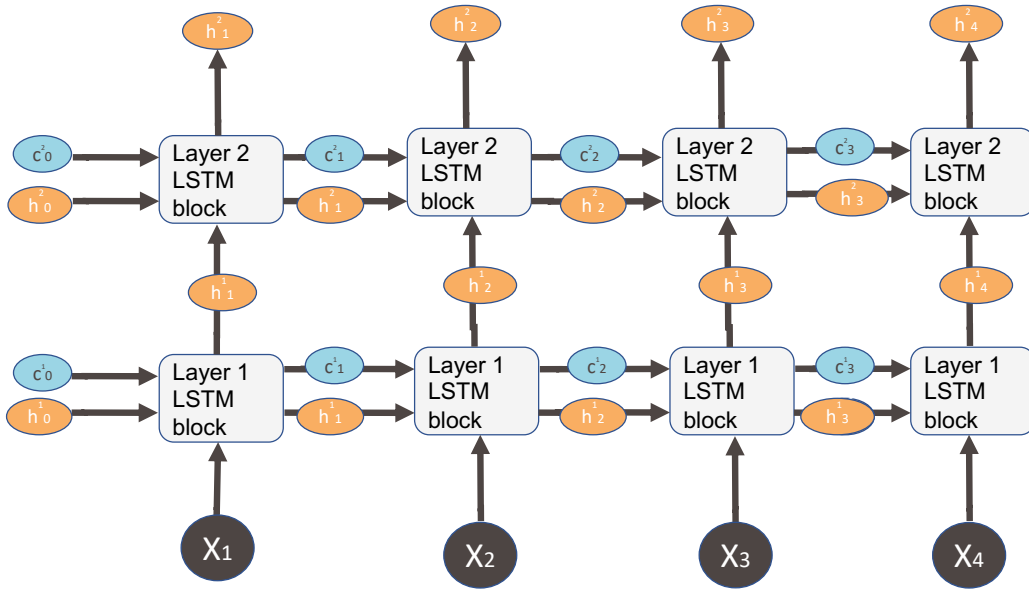 h²₁ h²₂ h²₃ h²₄
c²₀ c²₁ c²₂ c²₃
Layer 2 Layer 2 Layer 2 Layer 2
LSTM LSTM LSTM LSTM
block block block block
h²₀ h²₁ h²₂ h²₃
h¹₁ h¹₂ h¹₃ h¹₄
c¹₀ c¹₁ c¹₂ c¹₃
Layer 1 Layer 1 Layer 1 Layer 1
LSTM LSTM LSTM LSTM
block block block block
h¹₀ h¹₁ h¹₂ h¹₃
X₁ X₂ X₃ X₄